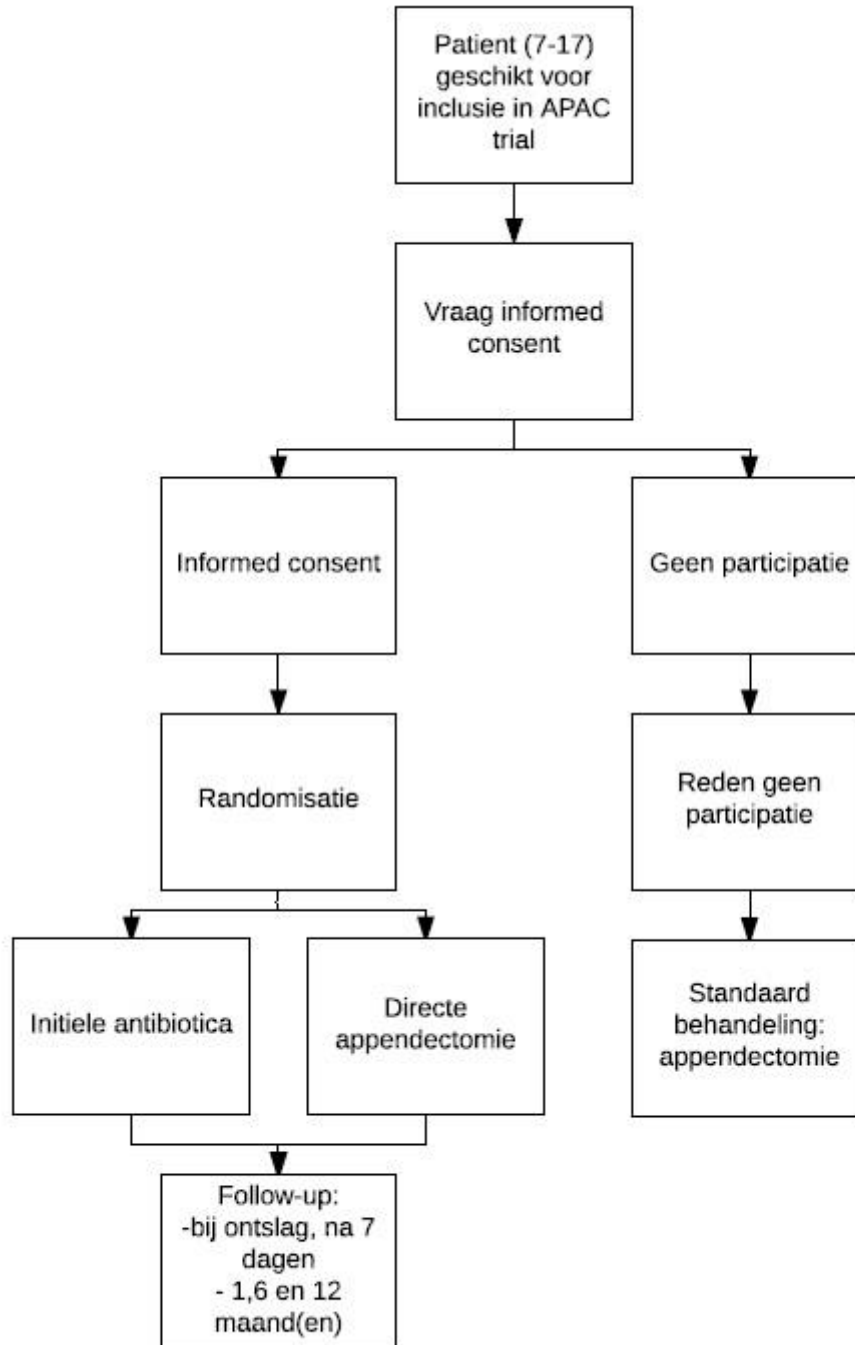 Patient (7-17)
geschikt voor
inclusie in APAC
trial
Vraag informed
consent
Informed consent
Geen participatie
Randomisatie
Reden geen
participatie
Initiele antibiotica
Directe
appendectomie
Standaard
behandeling:
appendectomie
Follow-up:
-bij ontslag, na 7
dagen
- 1,6 en 12
maand(en)